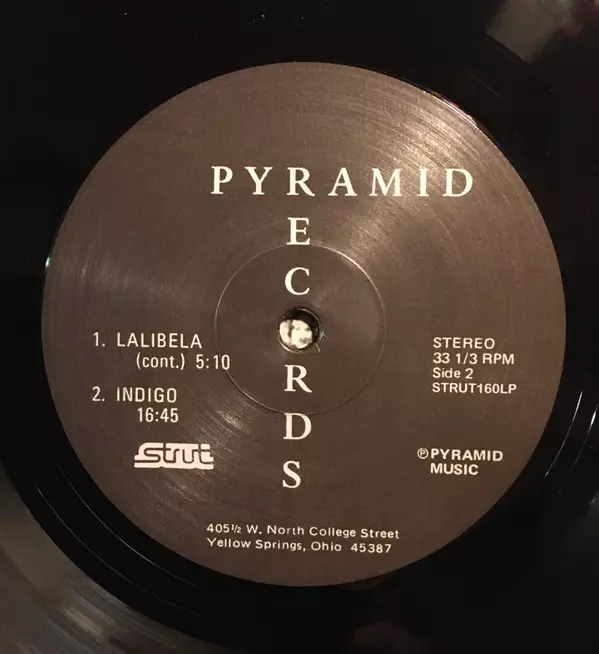 PYRAMID
RECORDS
1. LALIBELA
(cont.) 5:10
2. INDIGO
16:45
strut
STEREO
33 1/3 RPM
Side 2
STRUT160LP
℗ PYRAMID
MUSIC
405½ W. North College Street
Yellow Springs, Ohio 45387